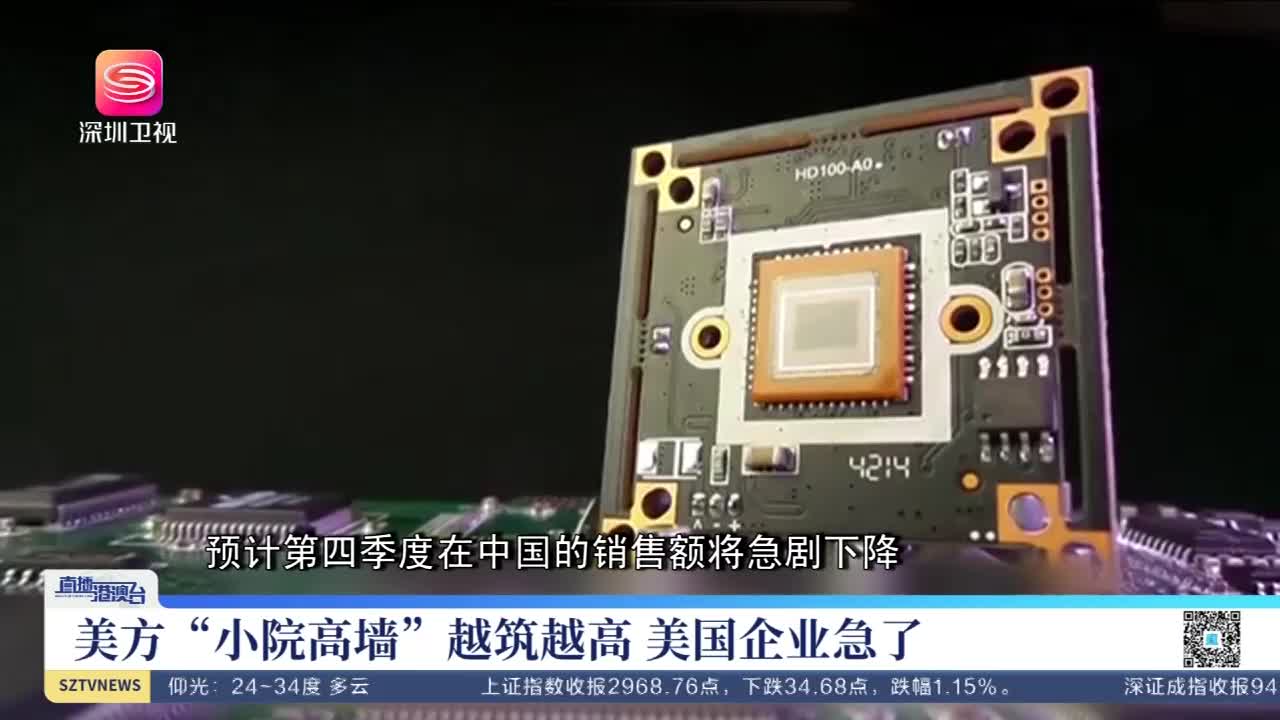 深圳卫视
HD100-A0
4214
A - +
预计第四季度在中国的销售额将急剧下降
直播港澳台
美方“小院高墙”越筑越高 美国企业急了
SZTVNEWS
仰光：24~34度 多云
上证指数收报2968.76点，下跌34.68点，跌幅1.15%。
深证成指收报94